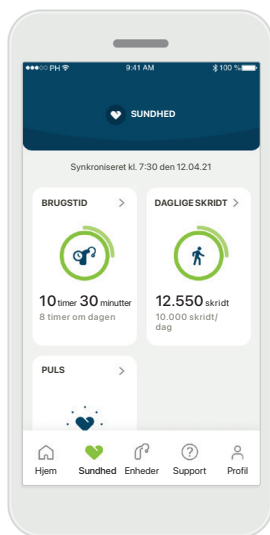 PH 9:41 AM 100 %
SUNDHED
Synkroniseret kl. 7:30 den 12.04.21
BRUGSTID > DAGLIGE SKRIDT >
10 timer 30 minutter 12.550 skridt
8 timer om dagen 10.000 skridt/
dag
PULS >
Hjem Sundhed Enheder Support Profil